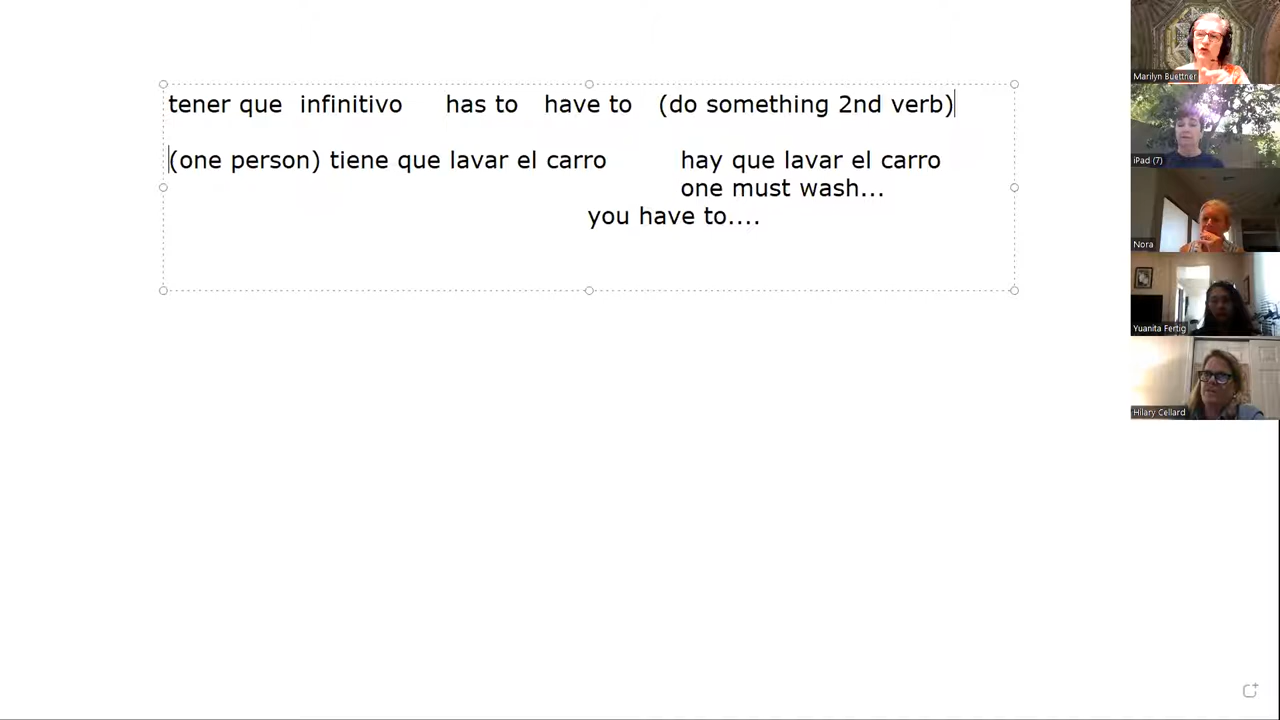 tener que infinitivo has to have to (do something 2nd verb)
(one person) tiene que lavar el carro hay que lavar el carro
one must wash...
you have to....
Marilyn Buettner
iPad (7)
Nora
Yuanita Fertig
Hilary Cellard